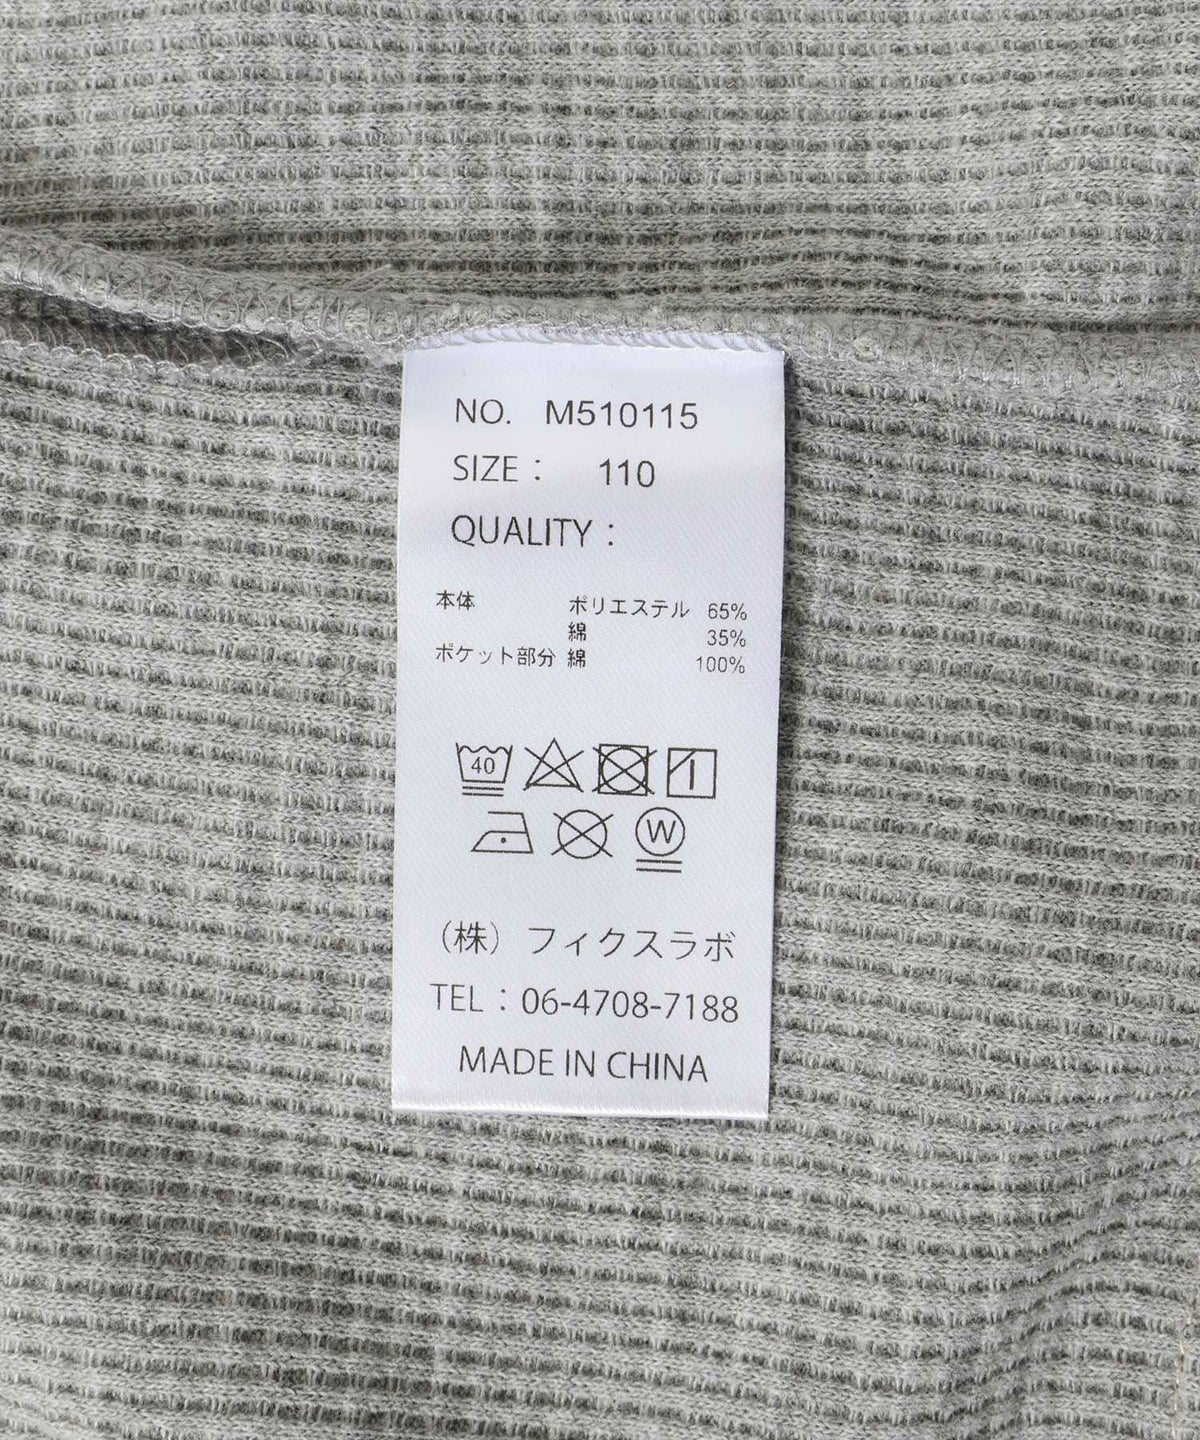 NO. M510115
SIZE： 110
QUALITY：
本体 ポリエステル 65%
綿 35%
ポケット部分 綿 100%
40
W
（株）フィクスラボ
TEL：06-4708-7188
MADE IN CHINA